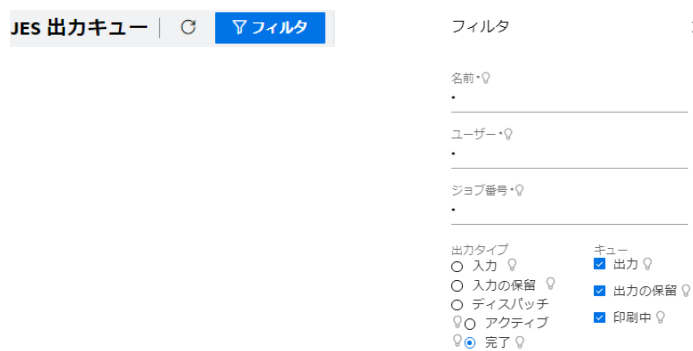 JES 出力キュー
フィルタ
フィルタ
名前*
*
ユーザー*
*
ジョブ番号*
*
出力タイプ
入力
入力の保留
ディスパッチ
アクティブ
完了
キュー
出力
出力の保留
印刷中